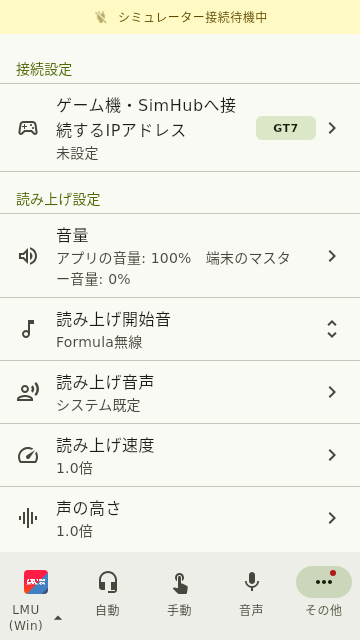 シミュレーター接続待機中
接続設定
ゲーム機・SimHubへ接
続するIPアドレス
未設定
GT7
読み上げ設定
音量
アプリの音量: 100%　端末のマスタ
ー音量: 0%
読み上げ開始音
Formula無線
読み上げ音声
システム既定
読み上げ速度
1.0倍
声の高さ
1.0倍
LMU
(Win)
自動
手動
音声
その他